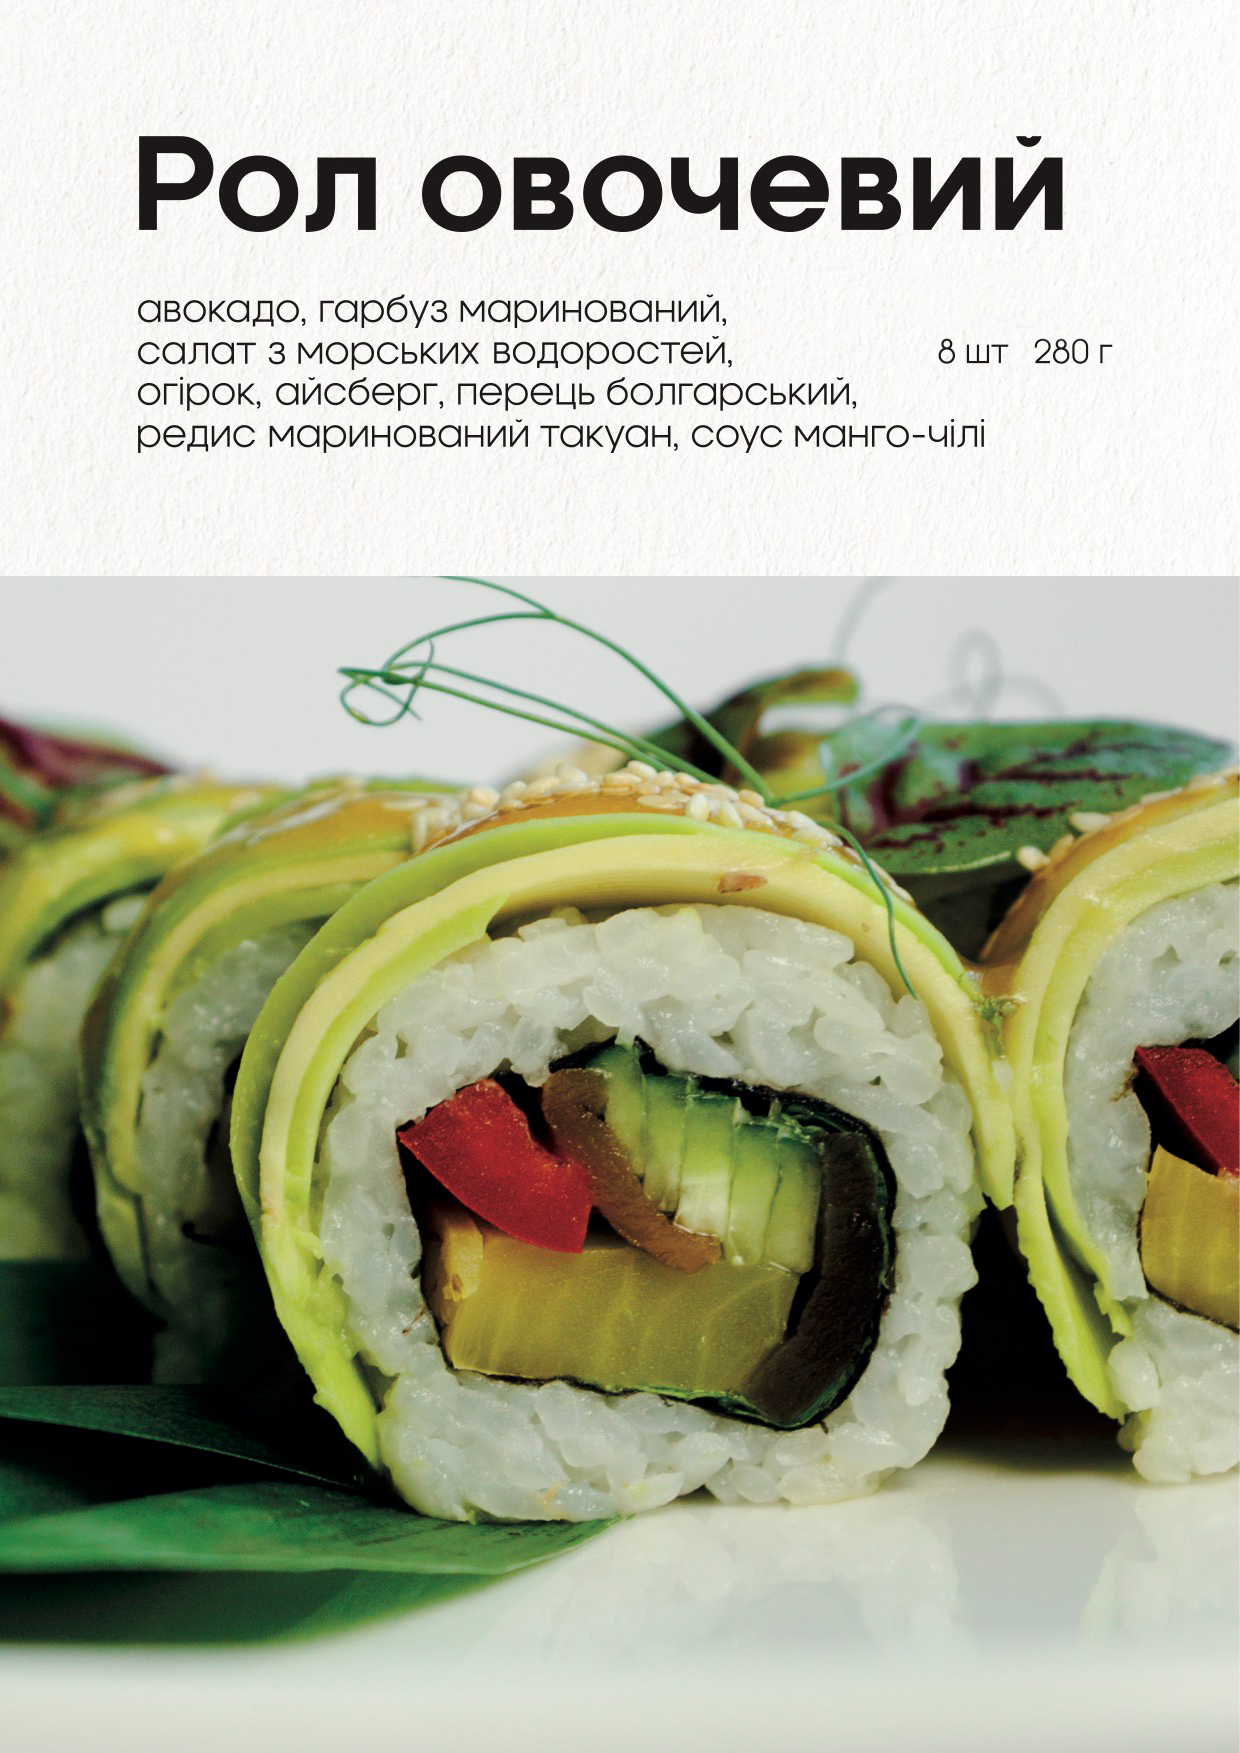 Рол овочевий
авокадо, гарбуз маринований,
салат з морських водоростей,
8 шт 280 г
огірок, айсберг, перець болгарський,
редис маринований такуан, соус манго-чілі